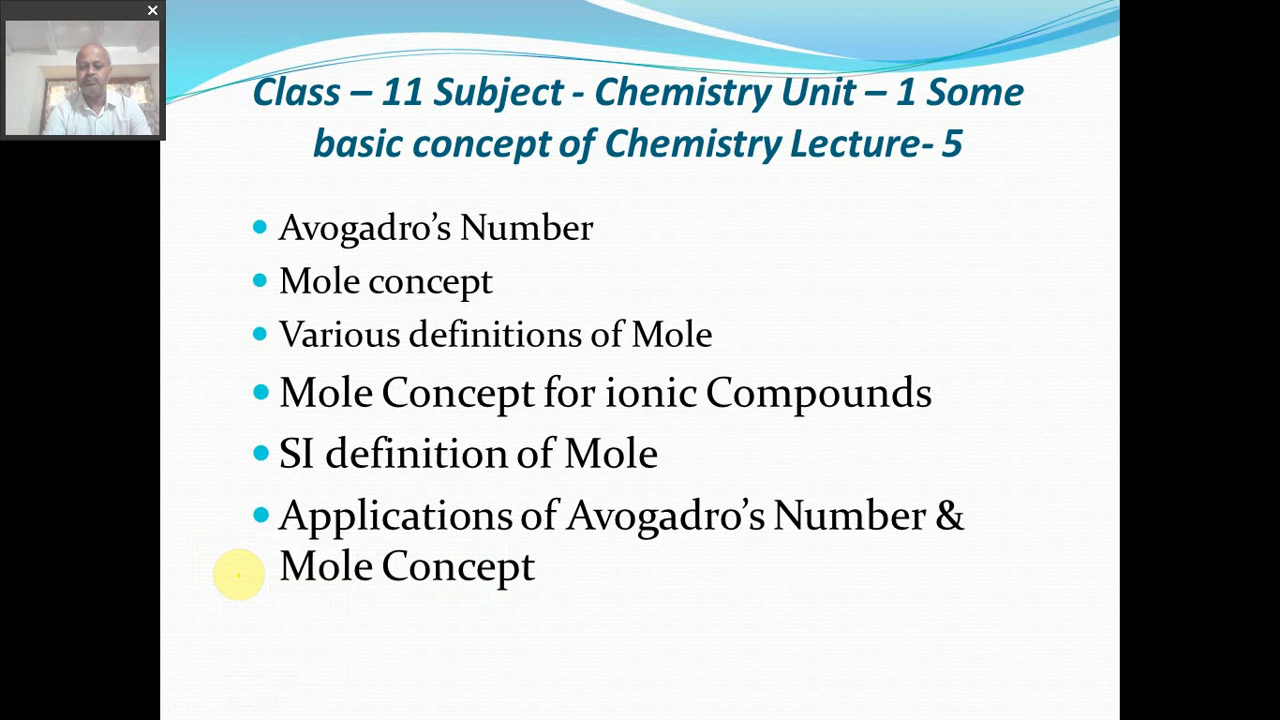 Class – 11 Subject - Chemistry Unit – 1 Some
basic concept of Chemistry Lecture- 5
• Avogadro’s Number
• Mole concept
• Various definitions of Mole
• Mole Concept for ionic Compounds
• SI definition of Mole
• Applications of Avogadro’s Number &
Mole Concept